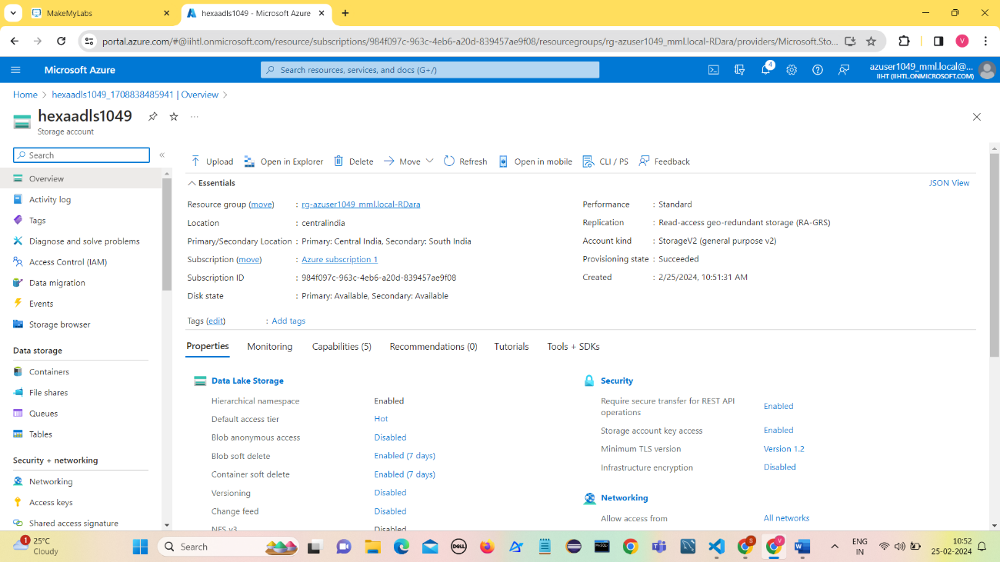 MakeMyLabs
hexaadls1049 - Microsoft Azure
portal.azure.com/#@iihtl.onmicrosoft.com/resource/subscriptions/984f097c-963c-4eb6-a20d-839457ae9f08/resourcegroups/rg-azuser1049_mml.local-RDara/providers/Microsoft.Sto...
V
Microsoft Azure
Search resources, services, and docs (G+/)
4
azuser1049_mml.local@...
IIHT (IIHTL.ONMICROSOFT.COM)
Home > hexaadls1049_1708838485941 | Overview >
hexaadls1049
Storage account
Search
Overview
Activity log
Tags
Diagnose and solve problems
Access Control (IAM)
Data migration
Events
Storage browser
Data storage
Containers
File shares
Queues
Tables
Security + networking
Networking
Access keys
Shared access signature
Upload Open in Explorer Delete Move Refresh Open in mobile CLI / PS Feedback
Essentials
JSON View
Resource group (move) : rg-azuser1049_mml.local-RDara
Location : centralindia
Primary/Secondary Location : Primary: Central India, Secondary: South India
Subscription (move) : Azure subscription 1
Subscription ID : 984f097c-963c-4eb6-a20d-839457ae9f08
Disk state : Primary: Available, Secondary: Available
Performance : Standard
Replication : Read-access geo-redundant storage (RA-GRS)
Account kind : StorageV2 (general purpose v2)
Provisioning state : Succeeded
Created : 2/25/2024, 10:51:31 AM
Tags (edit) : Add tags
Properties Monitoring Capabilities (5) Recommendations (0) Tutorials Tools + SDKs
Data Lake Storage
Hierarchical namespace Enabled
Default access tier Hot
Blob anonymous access Disabled
Blob soft delete Enabled (7 days)
Container soft delete Enabled (7 days)
Versioning Disabled
Change feed Disabled
NFS v3 Disabled
Security
Require secure transfer for REST API
operations Enabled
Storage account key access Enabled
Minimum TLS version Version 1.2
Infrastructure encryption Disabled
Networking
Allow access from All networks
1
25°C
Cloudy
Search
DELL
S
V
W
ENG
IN
10:52
25-02-2024